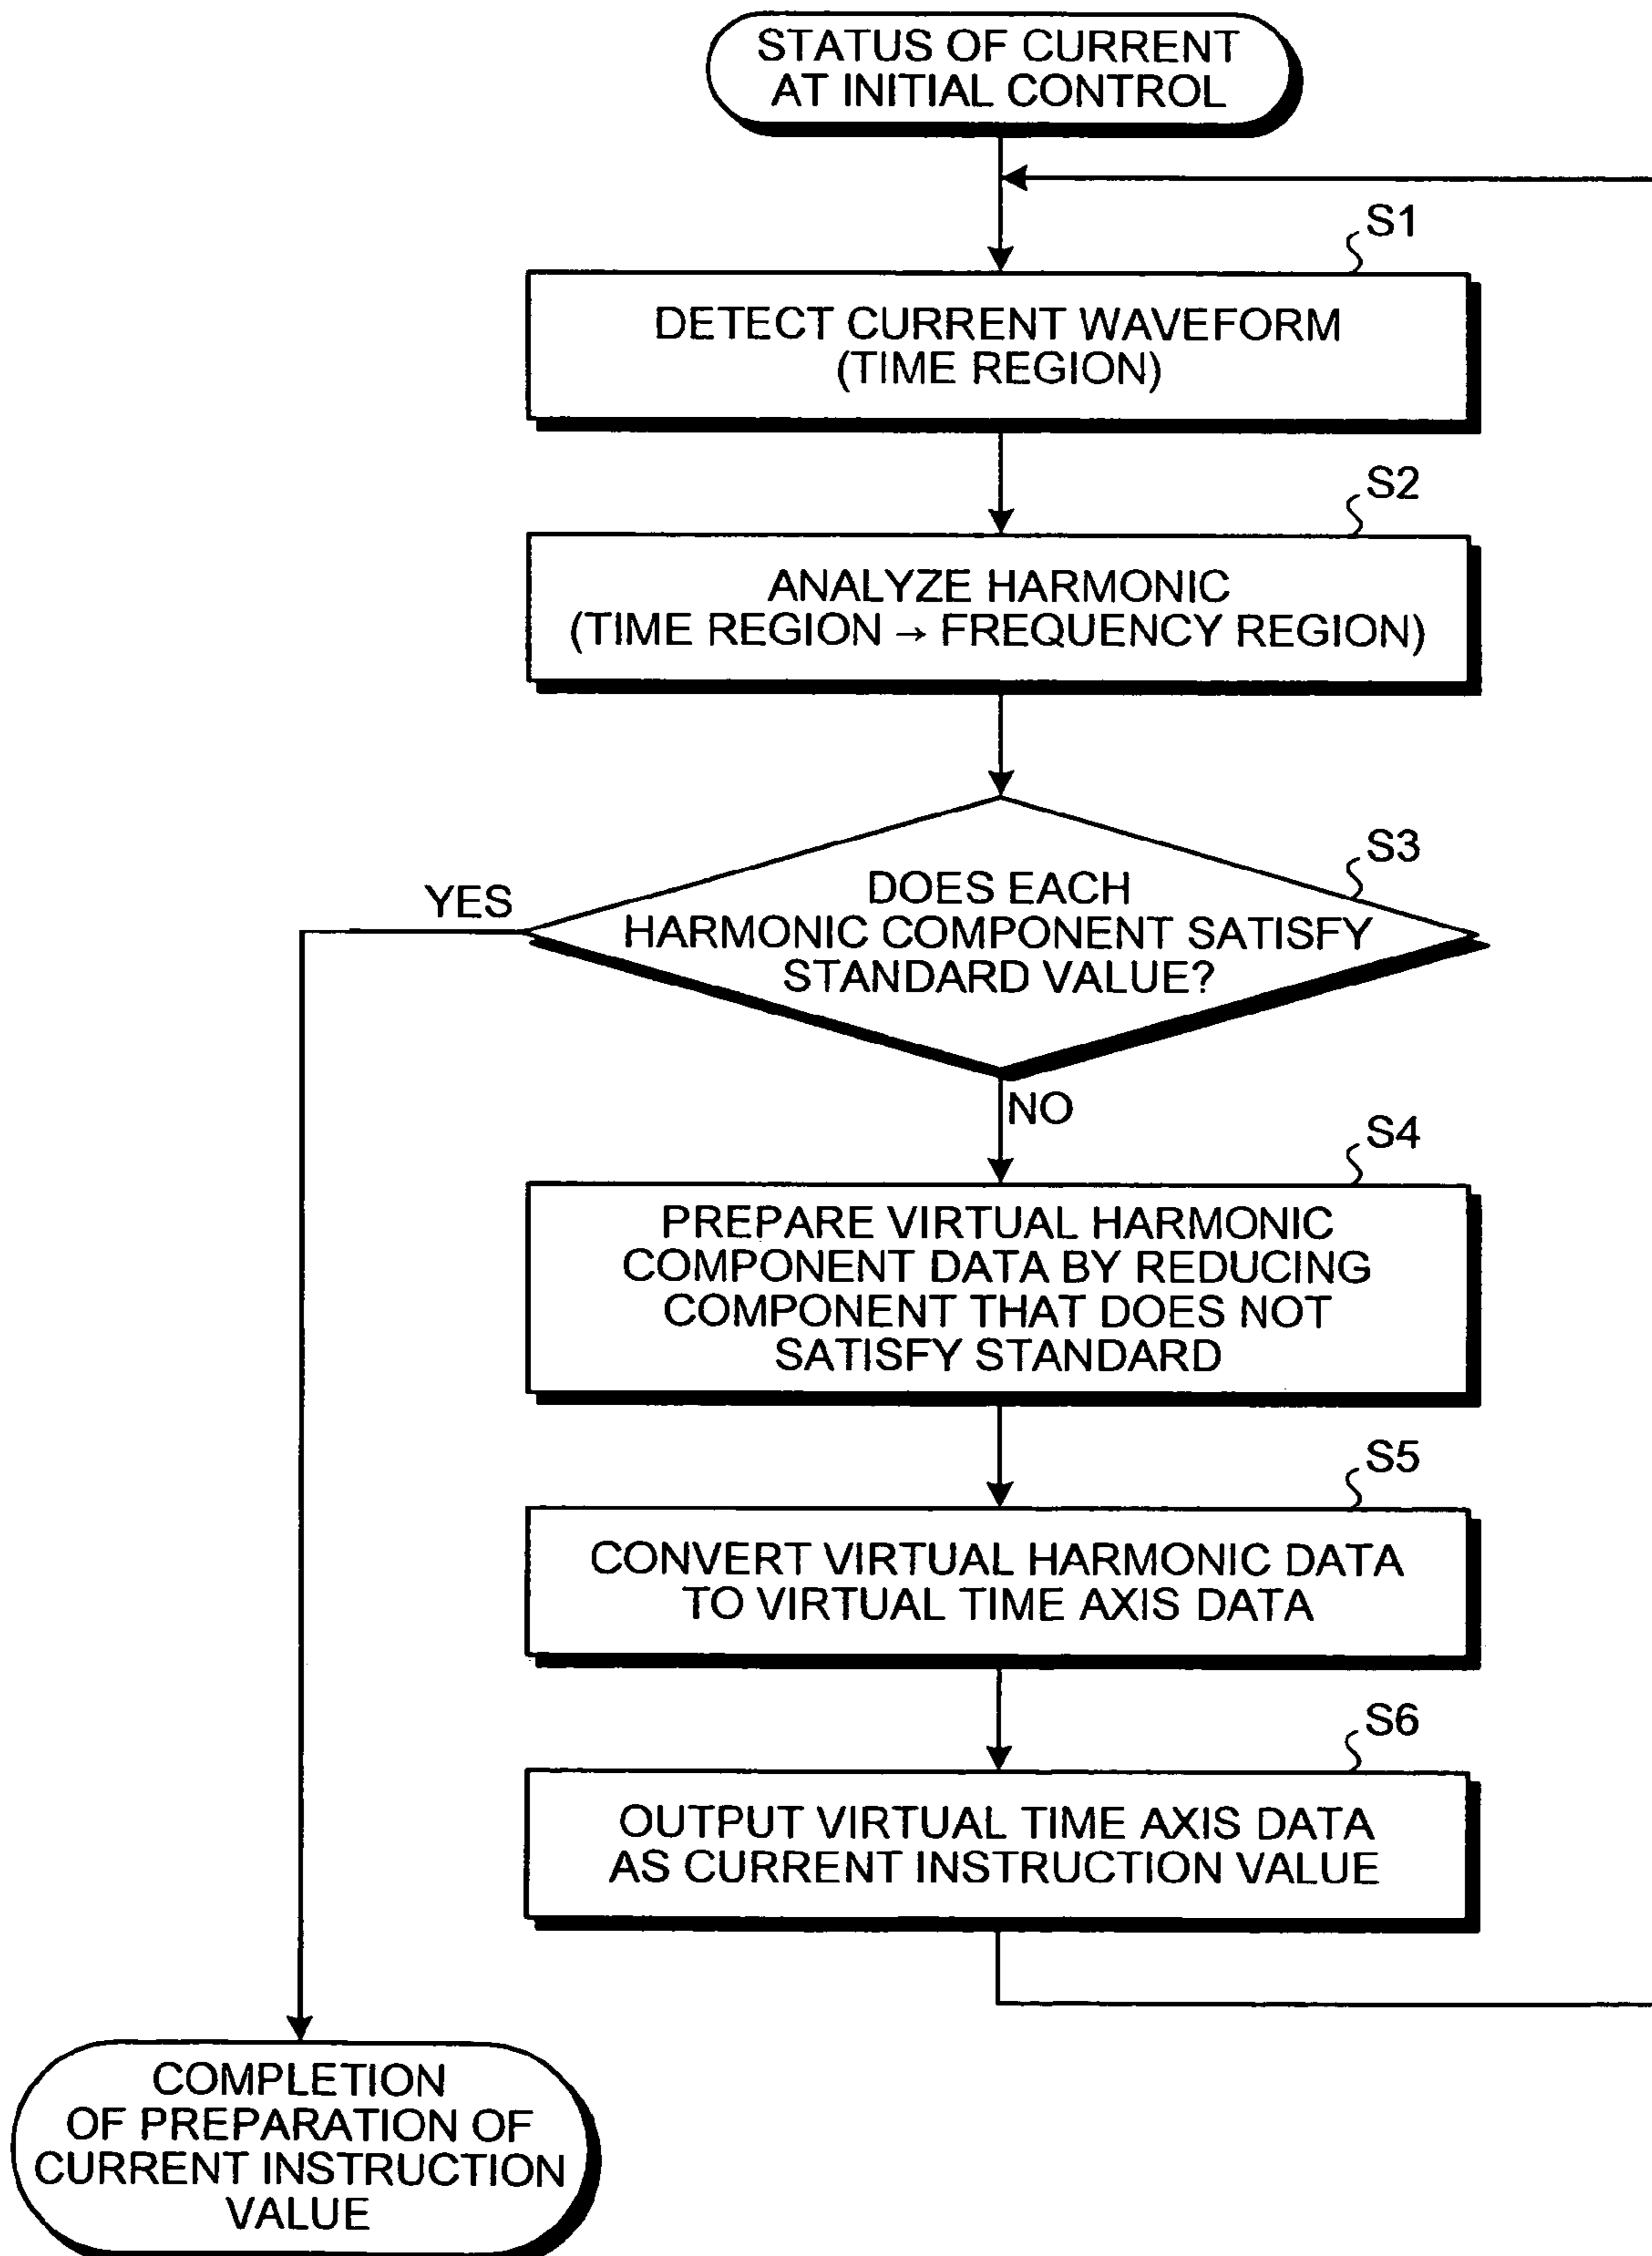 STATUS OF CURRENT
AT INITIAL CONTROL
S1
DETECT CURRENT WAVEFORM
(TIME REGION)
S2
ANALYZE HARMONIC
(TIME REGION → FREQUENCY REGION)
S3
YES
DOES EACH
HARMONIC COMPONENT SATISFY
STANDARD VALUE?
NO
S4
PREPARE VIRTUAL HARMONIC
COMPONENT DATA BY REDUCING
COMPONENT THAT DOES NOT
SATISFY STANDARD
S5
CONVERT VIRTUAL HARMONIC DATA
TO VIRTUAL TIME AXIS DATA
S6
OUTPUT VIRTUAL TIME AXIS DATA
AS CURRENT INSTRUCTION VALUE
COMPLETION
OF PREPARATION OF
CURRENT INSTRUCTION
VALUE